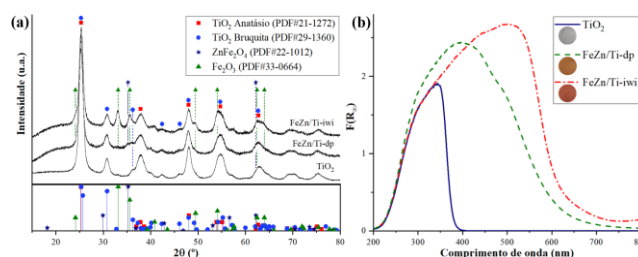 (a)
TiO₂ Anatásio (PDF#21-1272)
TiO₂ Bruquita (PDF#29-1360)
ZnFe₂O₄ (PDF#22-1012)
Fe₂O₃ (PDF#33-0664)
Intensidade (u.a.)
FeZn/Ti-iwi
FeZn/Ti-dp
TiO₂
20 30 40 50 60 70 80
2θ (º)
(b)
TiO₂
FeZn/Ti-dp
FeZn/Ti-iwi
F(R∞)
2
1
0
200 300 400 500 600 700 800
Comprimento de onda (nm)